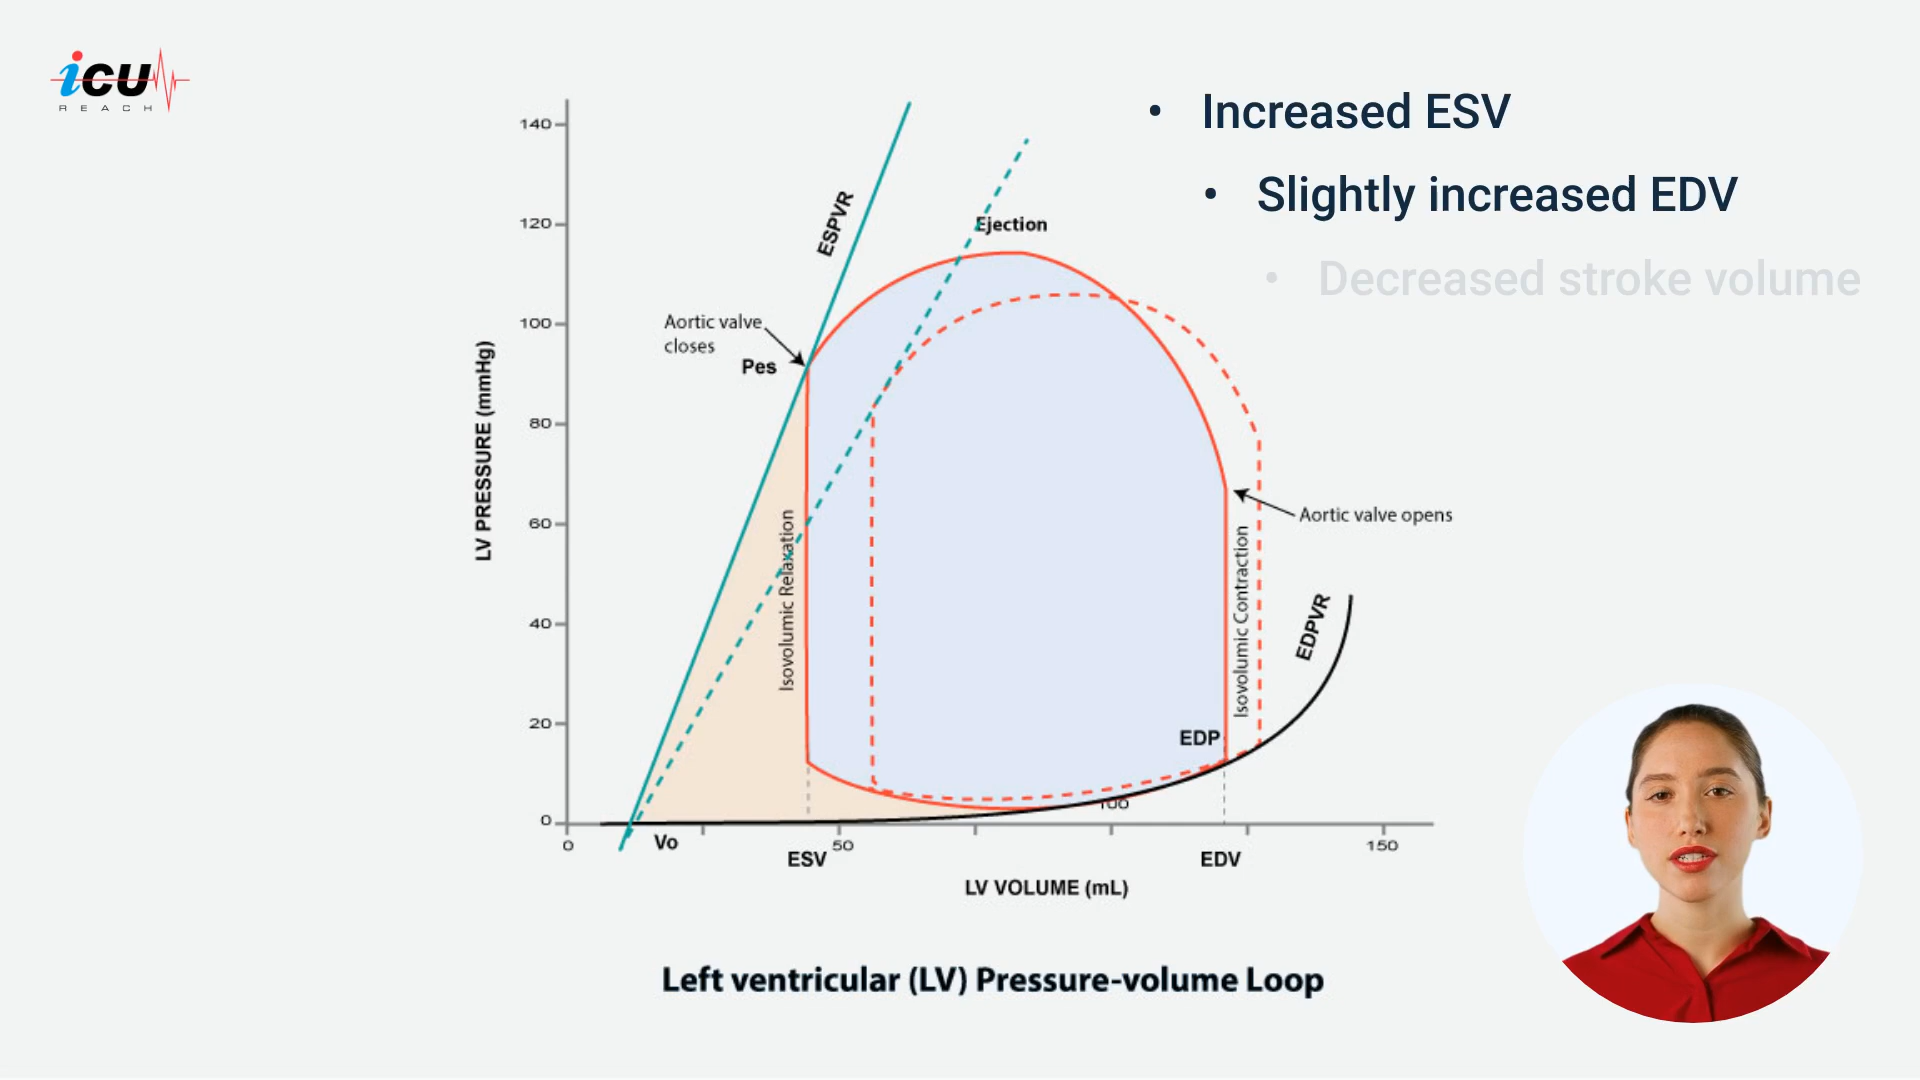 icu
REACH
• Increased ESV
• Slightly increased EDV
• Decreased stroke volume
140
120
100
80
60
40
20
0
LV PRESSURE (mmHg)
ESPVR
Ejection
Aortic valve
closes
Pes
Isovolumic Relaxation
Aortic valve opens
Isovolumic Contraction
EDPVR
EDP
100
0
Vo
50
150
ESV
EDV
LV VOLUME (mL)
Left ventricular (LV) Pressure-volume Loop